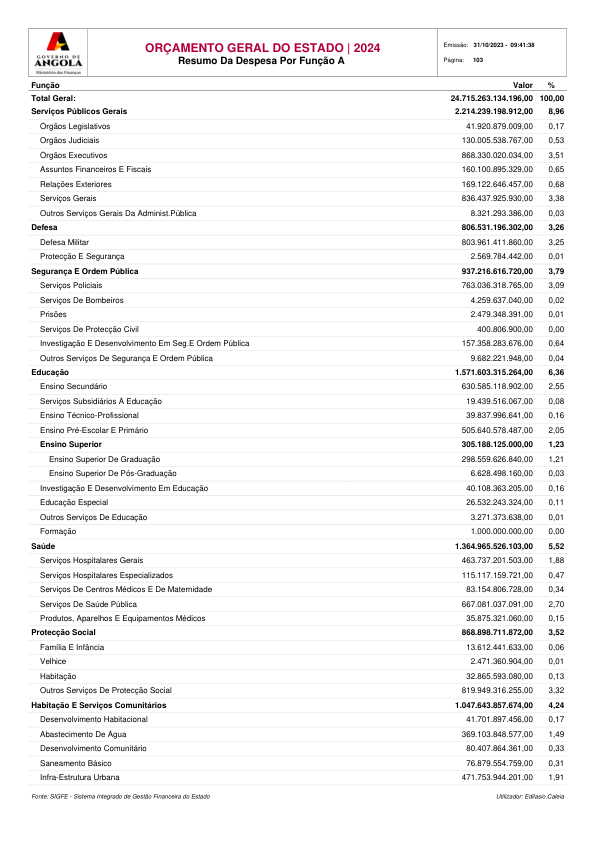 GOVERNO DE
ANGOLA
Ministério das Finanças
ORÇAMENTO GERAL DO ESTADO | 2024
Resumo Da Despesa Por Função A
Emissão: 31/10/2023 - 09:41:38
Página: 103
Função Valor %
Total Geral: 24.715.263.134.196,00 100,00
Serviços Públicos Gerais 2.214.239.198.912,00 8,96
Orgãos Legislativos 41.920.879.009,00 0,17
Orgãos Judiciais 130.005.538.767,00 0,53
Órgãos Executivos 868.330.020.034,00 3,51
Assuntos Financeiros E Fiscais 160.100.895.329,00 0,65
Relações Exteriores 169.122.646.457,00 0,68
Serviços Gerais 836.437.925.930,00 3,38
Outros Serviços Gerais Da Administ.Pública 8.321.293.386,00 0,03
Defesa 806.531.196.302,00 3,26
Defesa Militar 803.961.411.860,00 3,25
Protecção E Segurança 2.569.784.442,00 0,01
Segurança E Ordem Pública 937.216.616.720,00 3,79
Serviços Policiais 763.036.318.765,00 3,09
Serviços De Bombeiros 4.259.637.040,00 0,02
Prisões 2.479.348.391,00 0,01
Serviços De Protecção Civil 400.806.900,00 0,00
Investigação E Desenvolvimento Em Seg.E Ordem Pública 157.358.283.676,00 0,64
Outros Serviços De Segurança E Ordem Pública 9.682.221.948,00 0,04
Educação 1.571.603.315.264,00 6,36
Ensino Secundário 630.585.118.902,00 2,55
Serviços Subsidiários À Educação 19.439.516.067,00 0,08
Ensino Técnico-Profissional 39.837.996.641,00 0,16
Ensino Pré-Escolar E Primário 505.640.578.487,00 2,05
Ensino Superior 305.188.125.000,00 1,23
Ensino Superior De Graduação 298.559.626.840,00 1,21
Ensino Superior De Pós-Graduação 6.628.498.160,00 0,03
Investigação E Desenvolvimento Em Educação 40.108.363.205,00 0,16
Educação Especial 26.532.243.324,00 0,11
Outros Serviços De Educação 3.271.373.638,00 0,01
Formação 1.000.000.000,00 0,00
Saúde 1.364.965.526.103,00 5,52
Serviços Hospitalares Gerais 463.737.201.503,00 1,88
Serviços Hospitalares Especializados 115.117.159.721,00 0,47
Serviços De Centros Médicos E De Maternidade 83.154.806.728,00 0,34
Serviços De Saúde Pública 667.081.037.091,00 2,70
Produtos, Aparelhos E Equipamentos Médicos 35.875.321.060,00 0,15
Protecção Social 868.898.711.872,00 3,52
Família E Infância 13.612.441.633,00 0,06
Velhice 2.471.360.904,00 0,01
Habitação 32.865.593.080,00 0,13
Outros Serviços De Protecção Social 819.949.316.255,00 3,32
Habitação E Serviços Comunitários 1.047.643.857.674,00 4,24
Desenvolvimento Habitacional 41.701.897.456,00 0,17
Abastecimento De Água 369.103.848.577,00 1,49
Desenvolvimento Comunitário 80.407.864.361,00 0,33
Saneamento Básico 76.879.554.759,00 0,31
Infra-Estrutura Urbana 471.753.944.201,00 1,91
Fonte: SIGFE - Sistema Integrado de Gestão Financeira do Estado Utilizador: Edilasio.Caleia